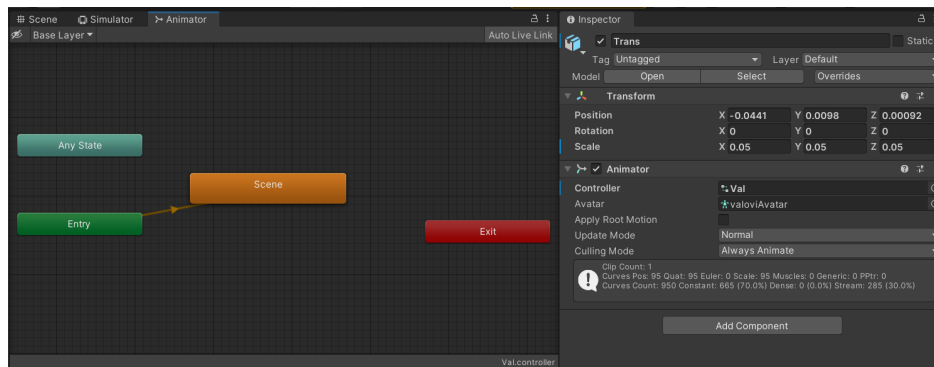 Scene
Simulator
Animator
Base Layer
Auto Live Link
Any State
Scene
Entry
Exit
Val.controller
Inspector
Trans
Static
Tag Untagged
Layer Default
Model Open Select Overrides
Transform
Position X -0.0441 Y 0.0098 Z 0.00092
Rotation X 0 Y 0 Z 0
Scale X 0.05 Y 0.05 Z 0.05
Animator
Controller Val
Avatar valoviAvatar
Apply Root Motion
Update Mode Normal
Culling Mode Always Animate
Clip Count: 1
Curves Pos: 95 Quat: 95 Euler: 0 Scale: 95 Muscles: 0 Generic: 0 PPtr: 0
Curves Count: 950 Constant: 665 (70.0%) Dense: 0 (0.0%) Stream: 285 (30.0%)
Add Component